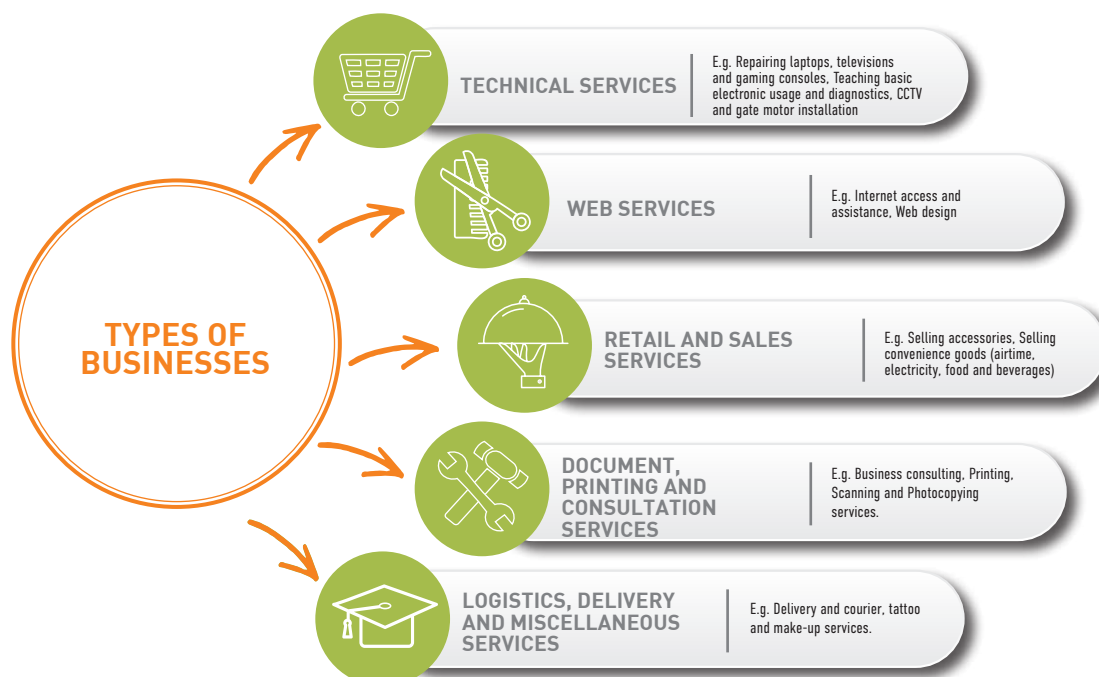 TECHNICAL SERVICES
E.g. Repairing laptops, televisions
and gaming consoles, Teaching basic
electronic usage and diagnostics, CCTV
and gate motor installation
WEB SERVICES
E.g. Internet access and
assistance, Web design
TYPES OF
BUSINESSES
RETAIL AND SALES
SERVICES
E.g. Selling accessories, Selling
convenience goods (airtime,
electricity, food and beverages)
DOCUMENT,
PRINTING AND
CONSULTATION
SERVICES
E.g. Business consulting, Printing,
Scanning and Photocopying
services.
LOGISTICS, DELIVERY
AND MISCELLANEOUS
SERVICES
E.g. Delivery and courier, tattoo
and make-up services.